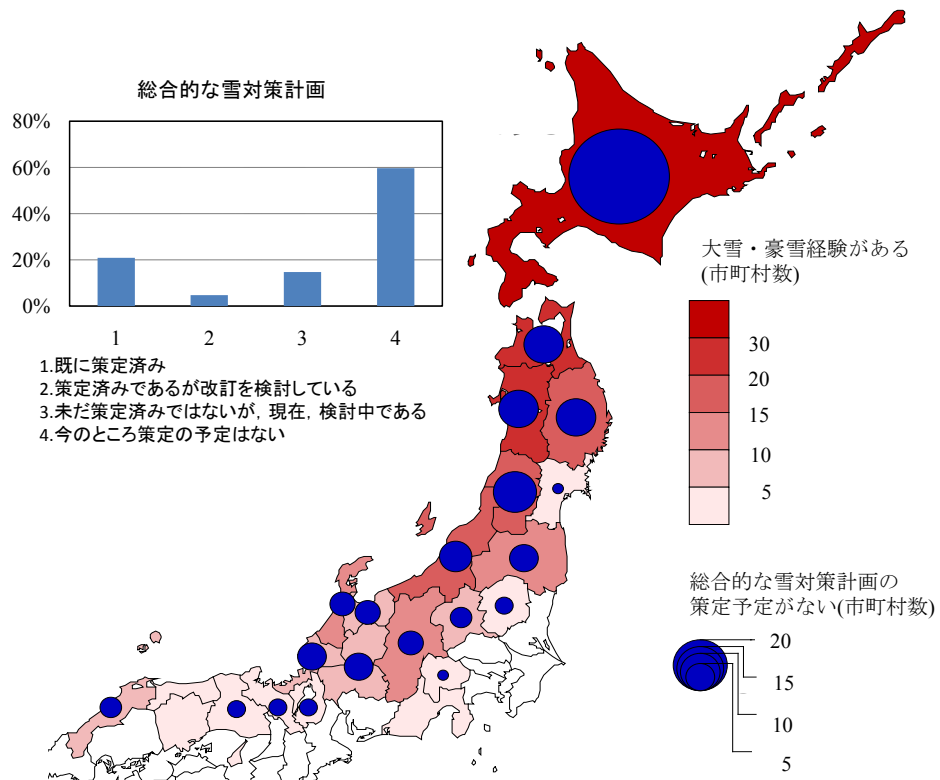 総合的な雪対策計画
80%
60%
40%
20%
0%
1 2 3 4
1.既に策定済み
2.策定済みであるが改訂を検討している
3.未だ策定済みではないが, 現在, 検討中である
4.今のところ策定の予定はない
大雪・豪雪経験がある
(市町村数)
30
20
15
10
5
総合的な雪対策計画の
策定予定がない(市町村数)
20
15
10
5